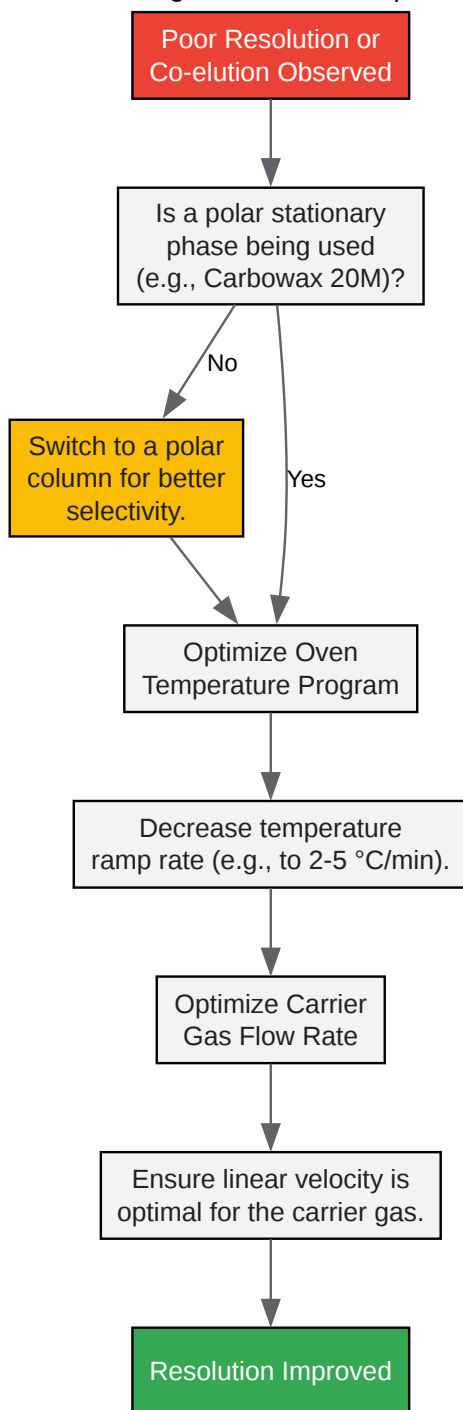 Poor Resolution or
Co-elution Observed
Is a polar stationary
phase being used
(e.g., Carbowax 20M)?
No
Switch to a polar
column for better
selectivity.
Yes
Optimize Oven
Temperature Program
Decrease temperature
ramp rate (e.g., to 2-5 °C/min).
Optimize Carrier
Gas Flow Rate
Ensure linear velocity is
optimal for the carrier gas.
Resolution Improved